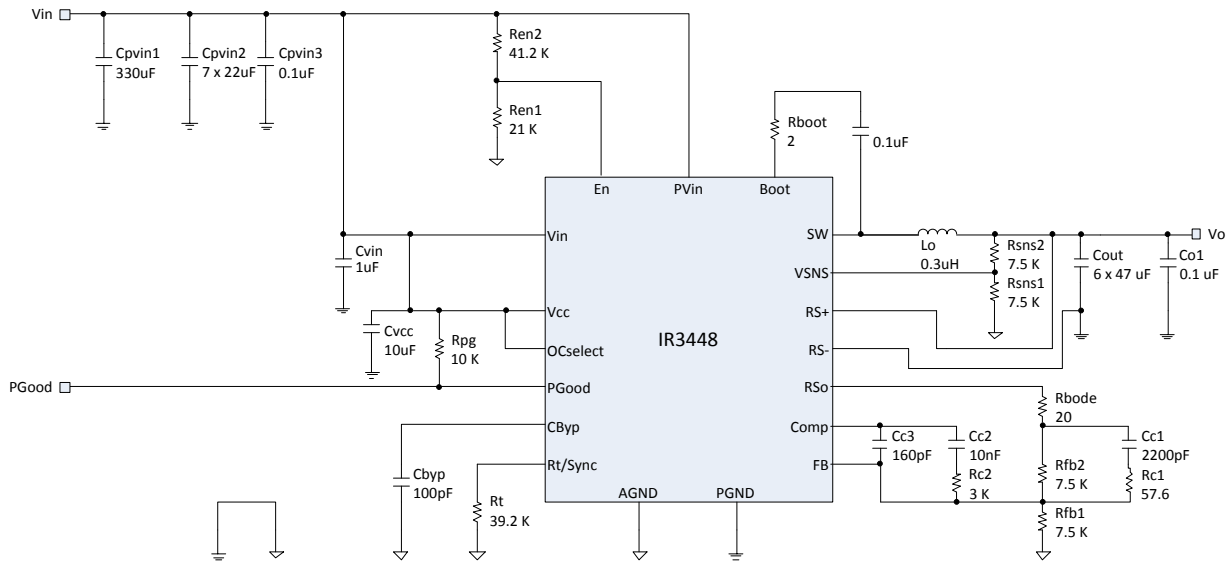 Vin
Cpvin1
330uF
Cpvin2
7 x 22uF
Cpvin3
0.1uF
Ren2
41.2 K
Ren1
21 K
Rboot
2
0.1uF
En
PVin
Boot
Vin
Cvin
1uF
SW
Lo
0.3uH
Rsns2
7.5 K
Rsns1
7.5 K
Cout
6 x 47 uF
Co1
0.1 uF
Vo
VSNS
Vcc
Cvcc
10uF
Rpg
10 K
OCselect
IR3448
RS+
RS-
PGood
PGood
RSo
Rbode
20
CByp
Cbyp
100pF
Comp
Cc3
160pF
Cc2
10nF
Rc2
3 K
Cc1
2200pF
Rc1
57.6
Rfb2
7.5 K
Rt/Sync
Rt
39.2 K
FB
AGND
PGND
Rfb1
7.5 K